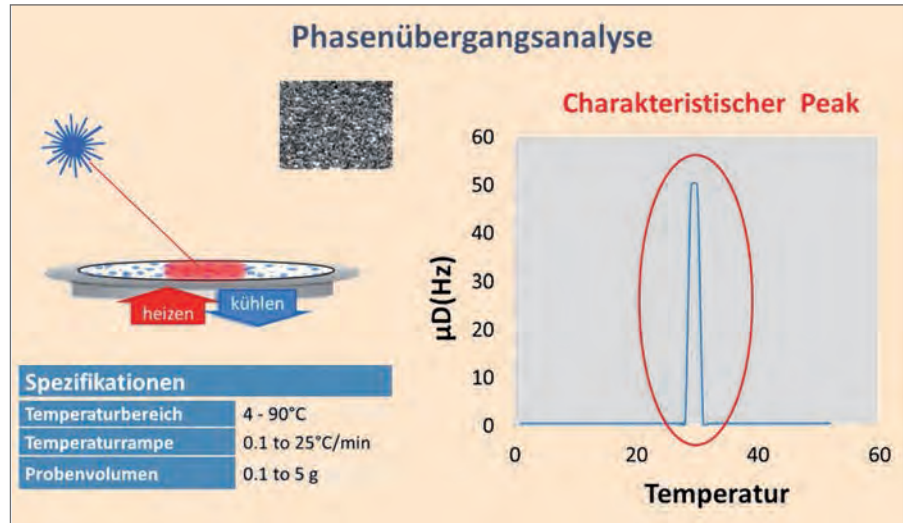 Phasenübergangsanalyse
heizen
kühlen
Spezifikationen
Temperaturbereich 4 - 90°C
Temperaturrampe 0.1 to 25°C/min
Probenvolumen 0.1 to 5 g
Charakteristischer Peak
µD(Hz)
60
50
40
30
20
10
0
0 20 40 60
Temperatur